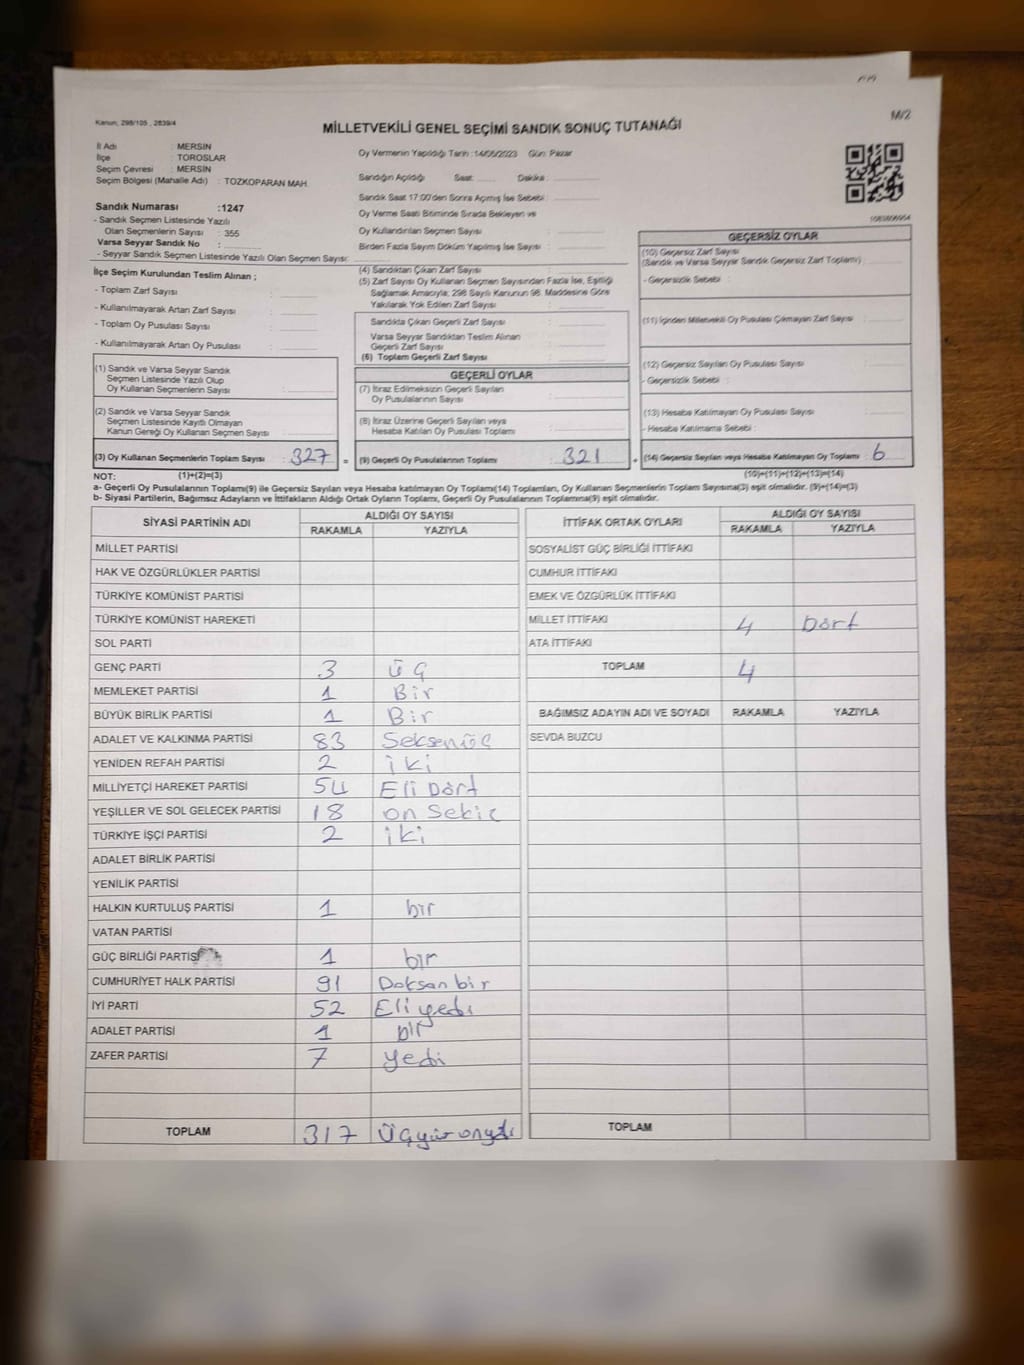 Kanun, 298/105 , 2839/4
M/2
MİLLETVEKİLİ GENEL SEÇİMİ SANDIK SONUÇ TUTANAĞI
İl Adı : MERSİN
İlçe : TOROSLAR
Seçim Çevresi : MERSİN
Seçim Bölgesi (Mahalle Adı) : TOZKOPARAN MAH.
Sandık Numarası :1247
- Sandık Seçmen Listesinde Yazılı
Olan Seçmenlerin Sayısı : 355
Varsa Seyyar Sandık No :
- Seyyar Sandık Seçmen Listesinde Yazılı Olan Seçmen Sayısı:
Oy Vermenin Yapıldığı Tarih :14/05/2023 Gün: Pazar
Sandığın Açıldığı Saat: Dakika :
Sandık Saat 17:00'den Sonra Açılmış İse Sebebi :
Oy Verme Saati Bitiminde Sırada Bekleyen ve
Oy Kullandırılan Seçmen Sayısı :
Birden Fazla Sayım Döküm Yapılmış İse Sayısı :
1083806954
İlçe Seçim Kurulundan Teslim Alınan ;
- Toplam Zarf Sayısı :
- Kullanılmayarak Artan Zarf Sayısı :
- Toplam Oy Pusulası Sayısı :
- Kullanılmayarak Artan Oy Pusulası :
(4) Sandıktan Çıkan Zarf Sayısı :
(5) Zarf Sayısı Oy Kullanan Seçmen Sayısından Fazla İse, Eşitliği
Sağlamak Amacıyla; 298 Sayılı Kanunun 98. Maddesine Göre
Yakılarak Yok Edilen Zarf Sayısı :
Sandıkta Çıkan Geçerli Zarf Sayısı :
Varsa Seyyar Sandıktan Teslim Alınan
Geçerli Zarf Sayısı :
(6) Toplam Geçerli Zarf Sayısı :
GEÇERSİZ OYLAR
(10) Geçersiz Zarf Sayısı
(Sandık ve Varsa Seyyar Sandık Geçersiz Zarf Toplamı) :
- Geçersizlik Sebebi :
(11) İçinden Milletvekili Oy Pusulası Çıkmayan Zarf Sayısı :
(12) Geçersiz Sayılan Oy Pusulası Sayısı :
- Geçersizlik Sebebi :
(13) Hesaba Katılmayan Oy Pusulası Sayısı :
- Hesaba Katılmama Sebebi :
(1) Sandık ve Varsa Seyyar Sandık
Seçmen Listesinde Yazılı Olup
Oy Kullanan Seçmenlerin Sayısı :
(2) Sandık ve Varsa Seyyar Sandık
Seçmen Listesinde Kayıtlı Olmayan
Kanun Gereği Oy Kullanan Seçmen Sayısı :
GEÇERLİ OYLAR
(7) İtiraz Edilmeksizin Geçerli Sayılan
Oy Pusulalarının Sayısı :
(8) İtiraz Üzerine Geçerli Sayılan veya
Hesaba Katılan Oy Pusulası Toplamı :
(3) Oy Kullanan Seçmenlerin Toplam Sayısı : 327 = (9) Geçerli Oy Pusulalarının Toplamı : 321 + (14) Geçersiz Sayılan veya Hesaba Katılmayan Oy Toplamı : 6
NOT: (1)+(2)=(3) (10)+(11)+(12)+(13)=(14)
a- Geçerli Oy Pusulalarının Toplamı(9) ile Geçersiz Sayılan veya Hesaba katılmayan Oy Toplamı(14) Toplamları, Oy Kullanan Seçmenlerin Toplam Sayısına(3) eşit olmalıdır. (9)+(14)=(3)
b- Siyasi Partilerin, Bağımsız Adayların ve İttifakların Aldığı Ortak Oyların Toplamı, Geçerli Oy Pusulalarının Toplamına(9) eşit olmalıdır.
SİYASİ PARTİNİN ADI ALDIĞI OY SAYISI
RAKAMLA YAZIYLA
MİLLET PARTİSİ
HAK VE ÖZGÜRLÜKLER PARTİSİ
TÜRKİYE KOMÜNİST PARTİSİ
TÜRKİYE KOMÜNİST HAREKETİ
SOL PARTİ
GENÇ PARTİ 3 ÜÇ
MEMLEKET PARTİSİ 1 Bir
BÜYÜK BİRLİK PARTİSİ 1 Bir
ADALET VE KALKINMA PARTİSİ 83 Seksenüç
YENİDEN REFAH PARTİSİ 2 iki
MİLLİYETÇİ HAREKET PARTİSİ 54 Eli Dört
YEŞİLLER VE SOL GELECEK PARTİSİ 18 on Sekiz
TÜRKİYE İŞÇİ PARTİSİ 2 iki
ADALET BİRLİK PARTİSİ
YENİLİK PARTİSİ
HALKIN KURTULUŞ PARTİSİ 1 bir
VATAN PARTİSİ
GÜÇ BİRLİĞİ PARTİSİ 1 bir
CUMHURİYET HALK PARTİSİ 91 Doksan bir
İYİ PARTİ 52 Eli yedi
ADALET PARTİSİ 1 bir
ZAFER PARTİSİ 7 yedi
TOPLAM 317 Üçyüz onyedi
İTTİFAK ORTAK OYLARI ALDIĞI OY SAYISI
RAKAMLA YAZIYLA
SOSYALİST GÜÇ BİRLİĞİ İTTİFAKI
CUMHUR İTTİFAKI
EMEK VE ÖZGÜRLÜK İTTİFAKI
MİLLET İTTİFAKI 4 Dört
ATA İTTİFAKI
TOPLAM 4
BAĞIMSIZ ADAYIN ADI VE SOYADI RAKAMLA YAZIYLA
SEVDA BUZCU
TOPLAM